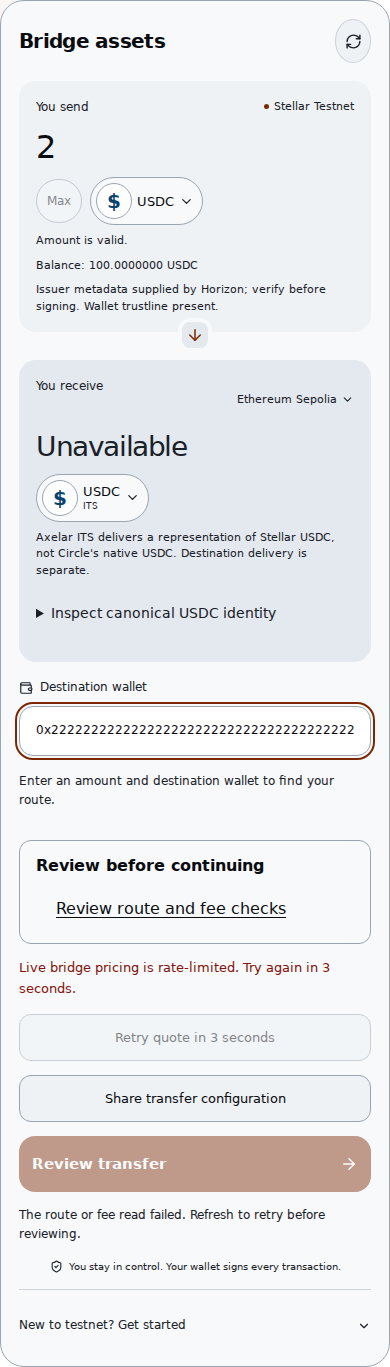 Bridge assets
You send
Stellar Testnet
2
Max
$ USDC
Amount is valid.
Balance: 100.0000000 USDC
Issuer metadata supplied by Horizon; verify before
signing. Wallet trustline present.
You receive
Ethereum Sepolia
Unavailable
$ USDC
ITS
Axelar ITS delivers a representation of Stellar USDC,
not Circle's native USDC. Destination delivery is
separate.
Inspect canonical USDC identity
Destination wallet
0x2222222222222222222222222222222222222222
Enter an amount and destination wallet to find your
route.
Review before continuing
Review route and fee checks
Live bridge pricing is rate-limited. Try again in 3
seconds.
Retry quote in 3 seconds
Share transfer configuration
Review transfer
The route or fee read failed. Refresh to retry before
reviewing.
You stay in control. Your wallet signs every transaction.
New to testnet? Get started